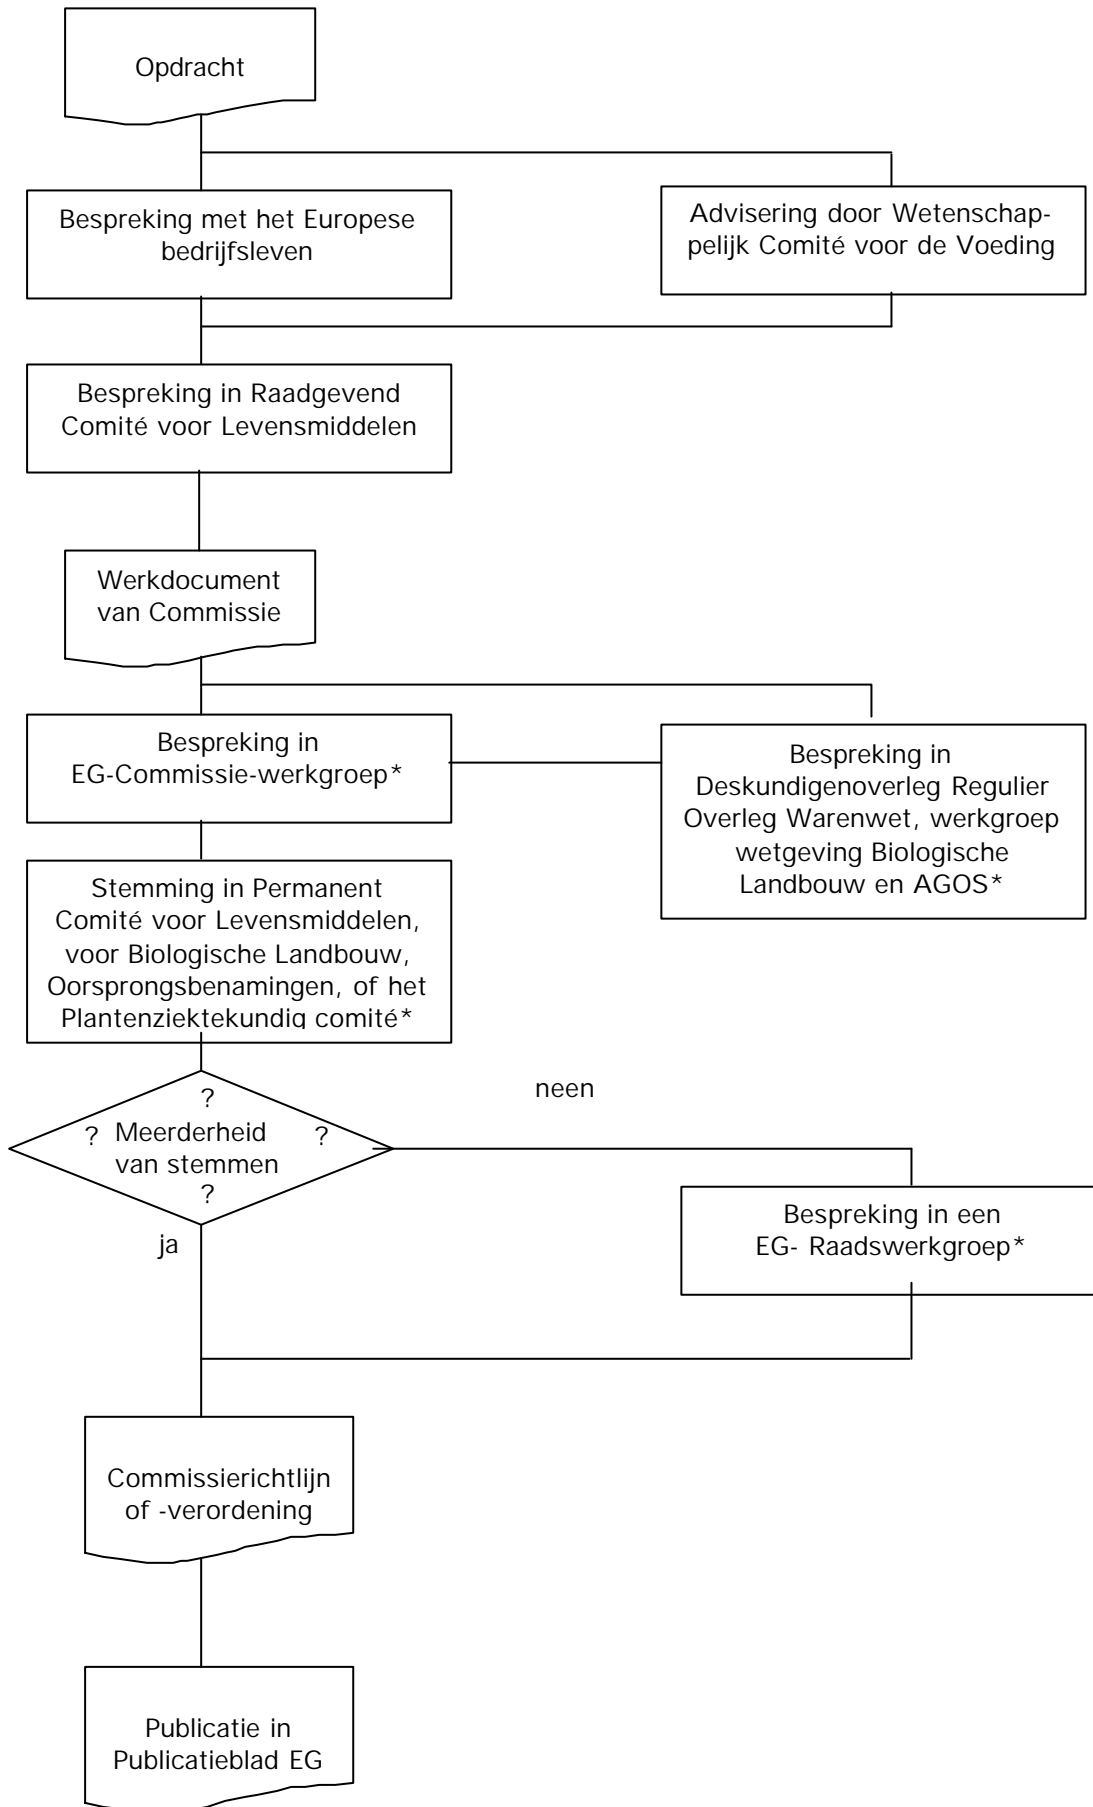 Opdracht
Bespreking met het Europese
bedrijfsleven
Advisering door Wetenschap-
pelijk Comité voor de Voeding
Bespreking in Raadgevend
Comité voor Levensmiddelen
Werkdocument
van Commissie
Bespreking in
EG-Commissie-werkgroep*
Bespreking in
Deskundigenoverleg Regulier
Overleg Warenwet, werkgroep
wetgeving Biologische
Landbouw en AGOS*
Stemming in Permanent
Comité voor Levensmiddelen,
voor Biologische Landbouw,
Oorsprongsbenamingen, of het
Plantenziektekundig comité*
neen
?
? Meerderheid ?
van stemmen
?
ja
Bespreking in een
EG- Raadswerkgroep*
Commissierichtlijn
of -verordening
Publicatie in
Publicatieblad EG